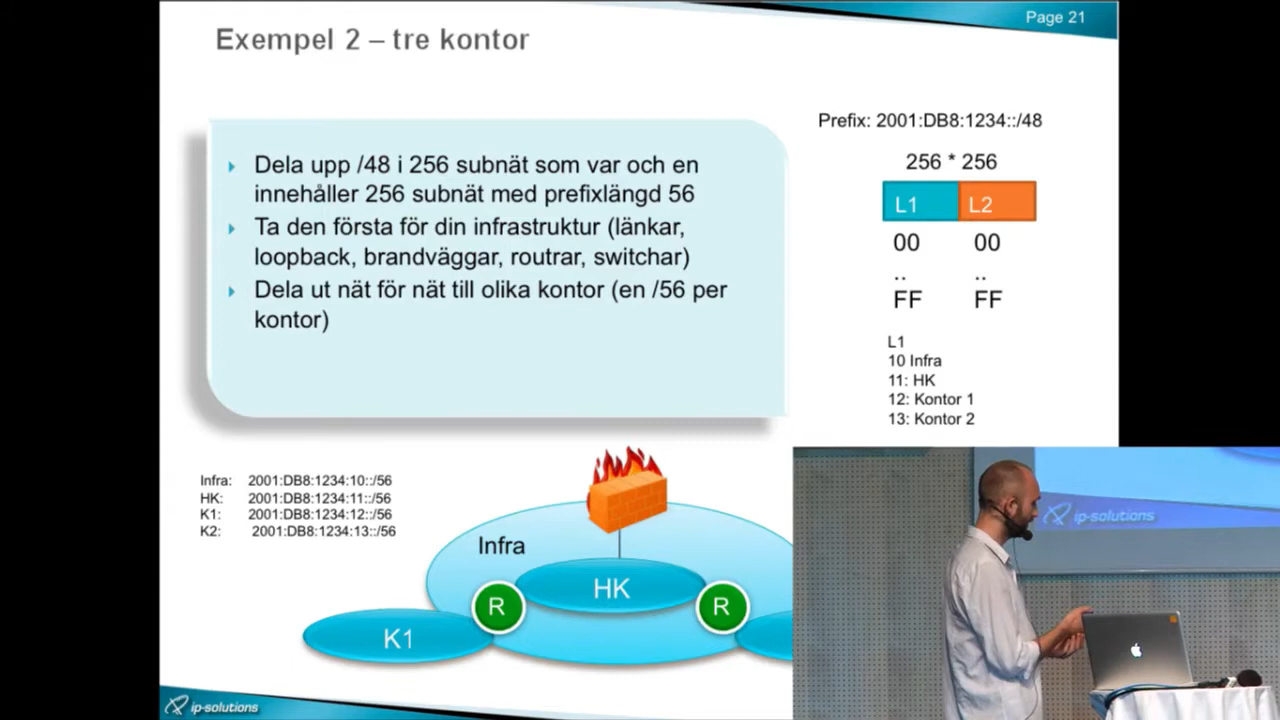 Page 21
Exempel 2 – tre kontor
Dela upp /48 i 256 subnät som var och en
innehåller 256 subnät med prefixlängd 56
Ta den första för din infrastruktur (länkar,
loopback, brandväggar, routrar, switchar)
Dela ut nät för nät till olika kontor (en /56 per
kontor)
Prefix: 2001:DB8:1234::/48
256 * 256
L1 L2
00 00
.. ..
FF FF
L1
10 Infra
11: HK
12: Kontor 1
13: Kontor 2
Infra: 2001:DB8:1234:10::/56
HK: 2001:DB8:1234:11::/56
K1: 2001:DB8:1234:12::/56
K2: 2001:DB8:1234:13::/56
Infra
HK
R R
K1
ip-solutions
ip-solutions